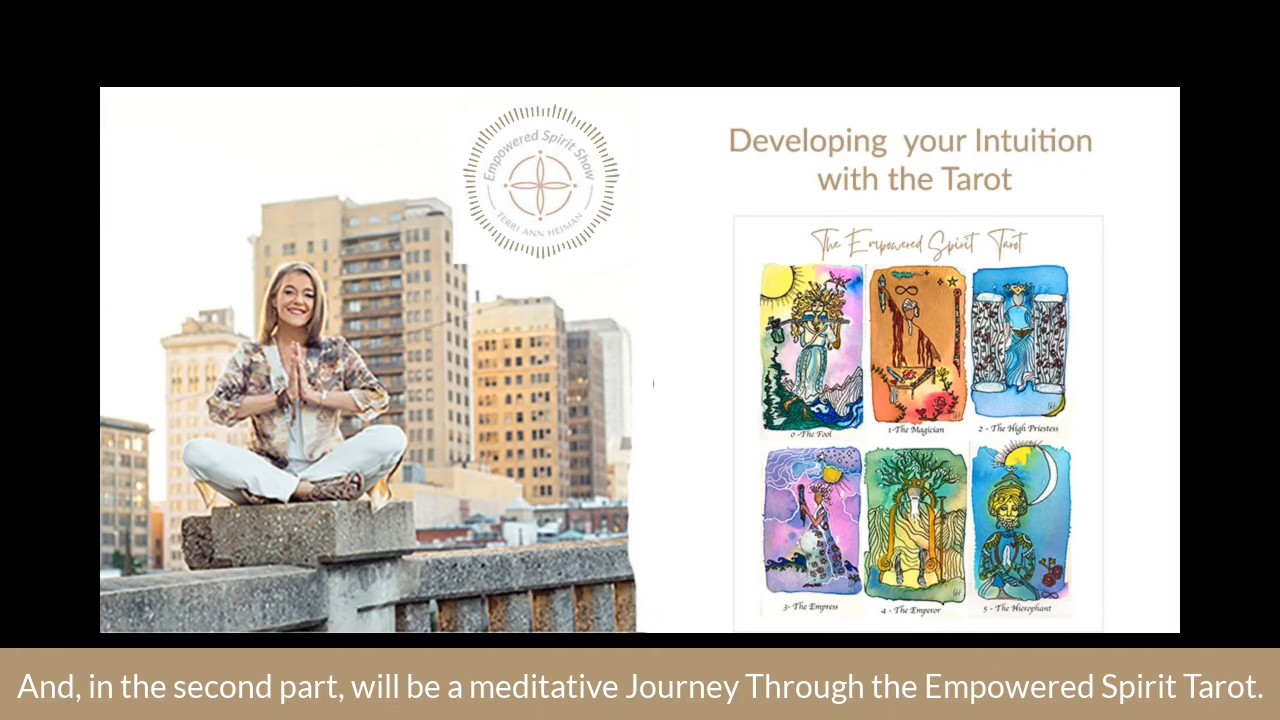 Empowered Spirit Show
TERRI ANN HEIMAN
Developing your Intuition
with the Tarot
The Empowered Spirit Tarot
0 -The Fool
1-The Magician
2 - The High Priestess
3- The Empress
4 - The Emperor
5 - The Hierophant
And, in the second part, will be a meditative Journey Through the Empowered Spirit Tarot.